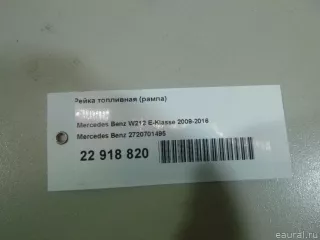 Рейка топливная (рампа)
Mercedes Benz W212 E-Klasse 2009-2016
Mercedes Benz 2720701495
22 918 820
eaural.ru